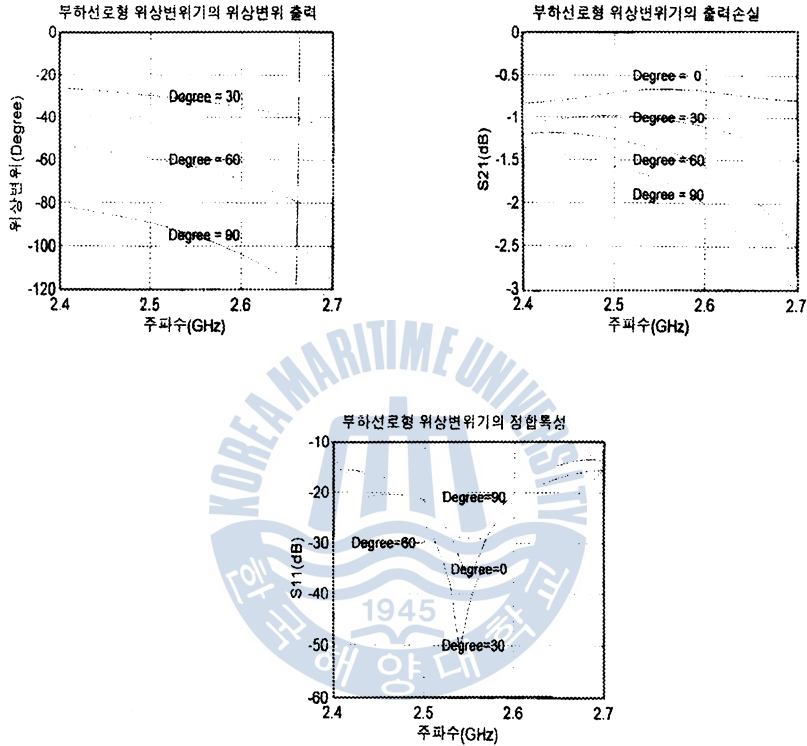 부하선로형 위상변위기의 위상변위 출력
0
-20
-40
-60
-80
-100
-120
위상변위(Degree)
Degree = 30
Degree = 60
Degree = 90
2.4
2.5
2.6
2.7
주파수(GHz)
부하선로형 위상변위기의 출력손실
0
-0.5
-1
-1.5
-2
-2.5
-3
S21(dB)
Degree = 0
Degree = 30
Degree = 60
Degree = 90
2.4
2.5
2.6
2.7
주파수(GHz)
부하선로형 위상변위기의 정합특성
-10
-20
-30
-40
-50
-60
S11(dB)
Degree=90
Degree=60
Degree=0
Degree=30
2.4
2.5
2.6
2.7
주파수(GHz)
KOREA MARITIME UNIVERSITY
1945
한국해양대학교